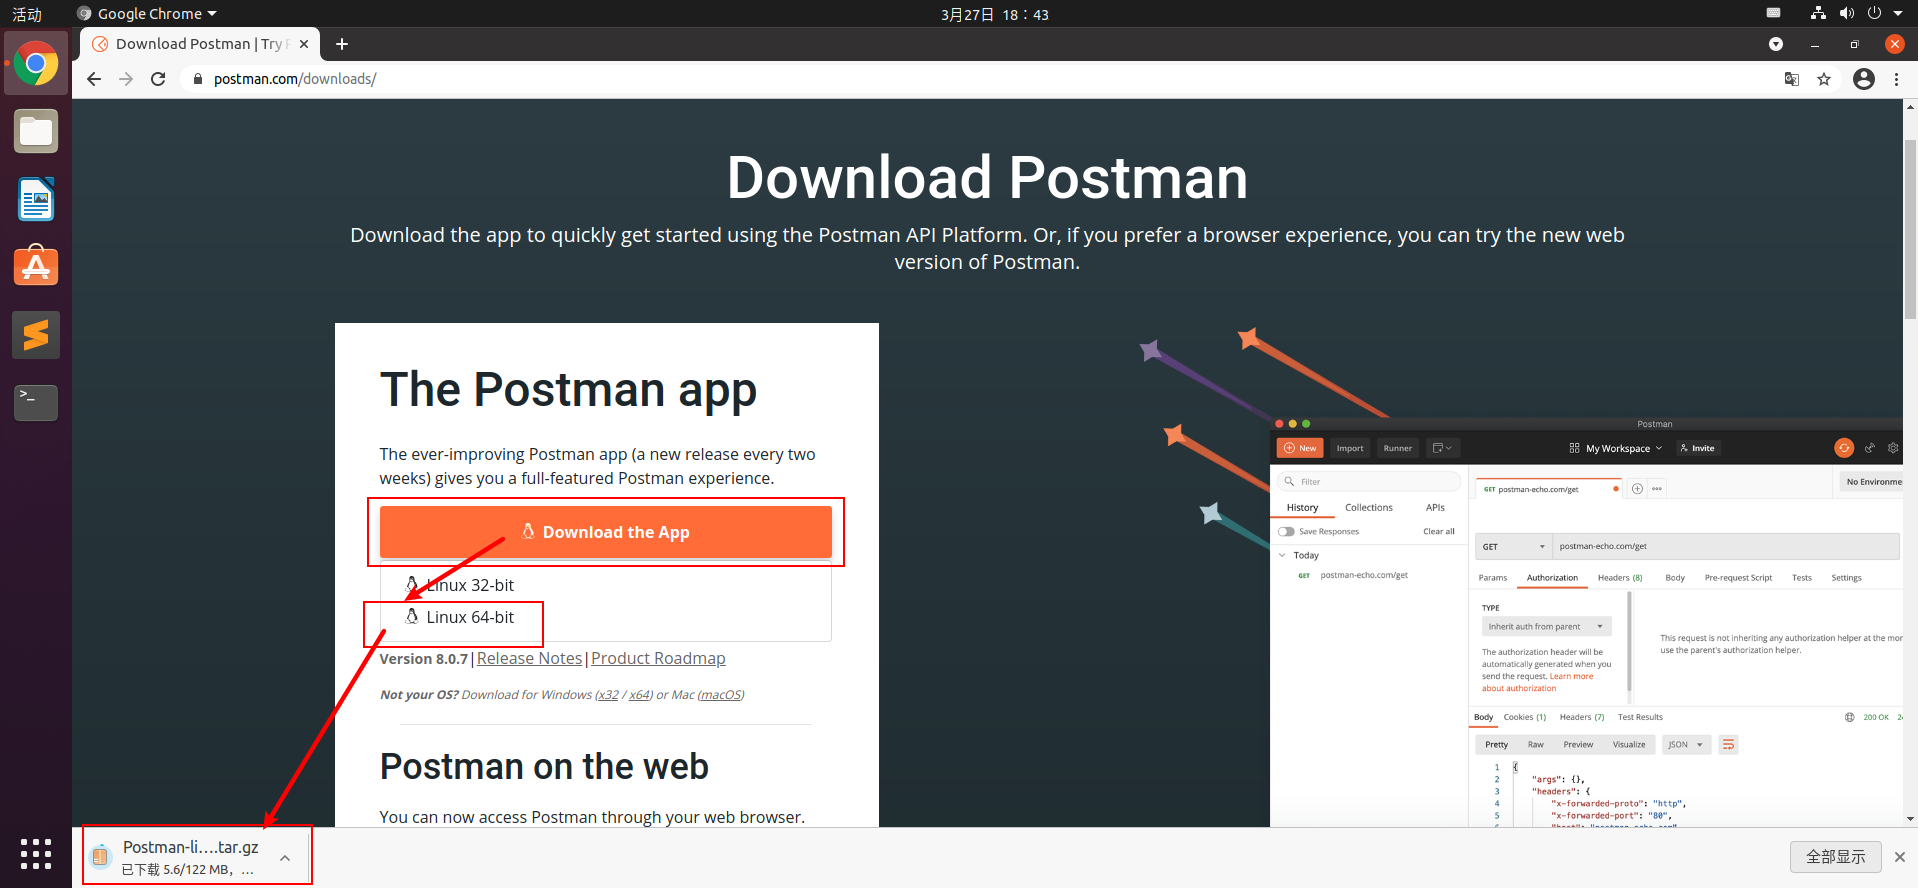 活动
Google Chrome
3月27日 18：43
Download Postman | Try
postman.com/downloads/
Download Postman
Download the app to quickly get started using the Postman API Platform. Or, if you prefer a browser experience, you can try the new web
version of Postman.
The Postman app
The ever-improving Postman app (a new release every two
weeks) gives you a full-featured Postman experience.
Download the App
Linux 32-bit
Linux 64-bit
Version 8.0.7 | Release Notes | Product Roadmap
Not your OS? Download for Windows (x32 / x64) or Mac (macOS)
Postman on the web
You can now access Postman through your web browser.
Postman
New
Import
Runner
My Workspace
Invite
Filter
History
Collections
APIs
Save Responses
Clear all
Today
GET postman-echo.com/get
GET postman-echo.com/get
No Environme
GET
postman-echo.com/get
Params
Authorization
Headers (8)
Body
Pre-request Script
Tests
Settings
TYPE
Inherit auth from parent
The authorization header will be
automatically generated when you
send the request. Learn more
about authorization
This request is not inheriting any authorization helper at the mor
use the parent's authorization helper.
Body
Cookies (1)
Headers (7)
Test Results
200 OK
Pretty
Raw
Preview
Visualize
JSON
1 {
2 "args": {},
3 "headers": {
4 "x-forwarded-proto": "http",
5 "x-forwarded-port": "80",
Postman-li....tar.gz
已下载 5.6/122 MB，...
全部显示